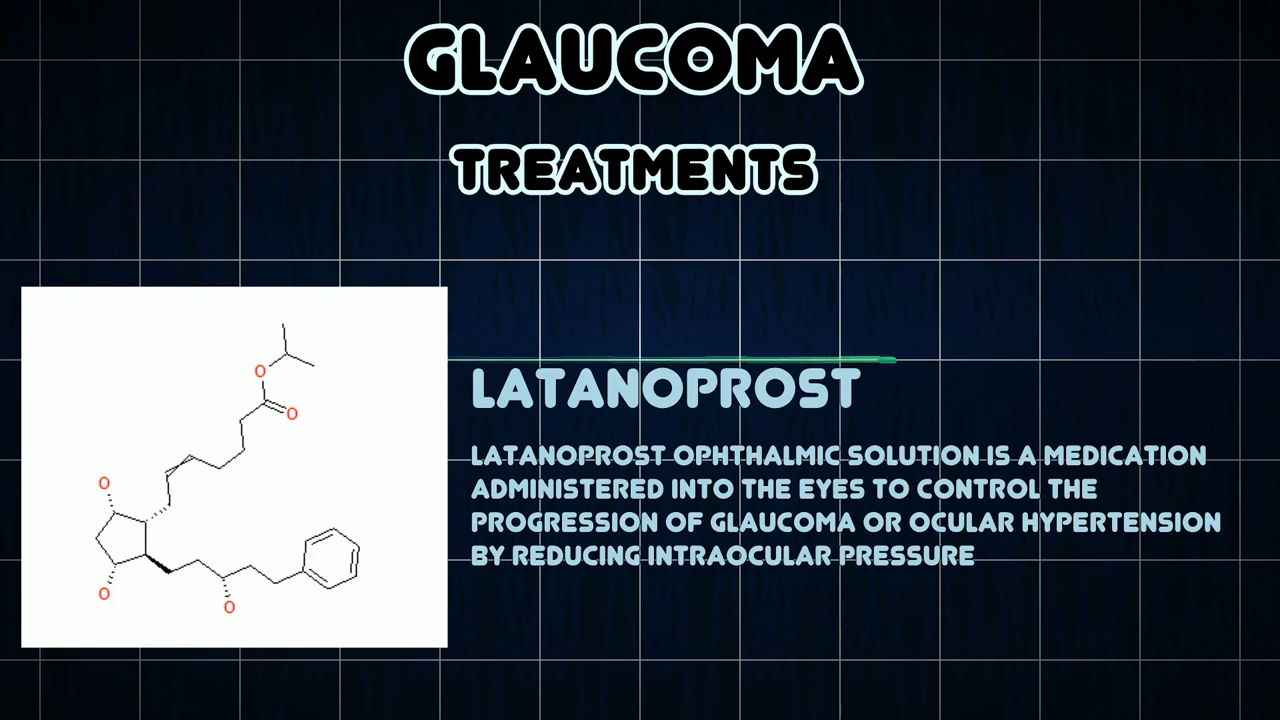 GLAUCOMA
TREATMENTS
LATANOPROST
LATANOPROST OPHTHALMIC SOLUTION IS A MEDICATION
ADMINISTERED INTO THE EYES TO CONTROL THE
PROGRESSION OF GLAUCOMA OR OCULAR HYPERTENSION
BY REDUCING INTRAOCULAR PRESSURE
O
O
O
O
O